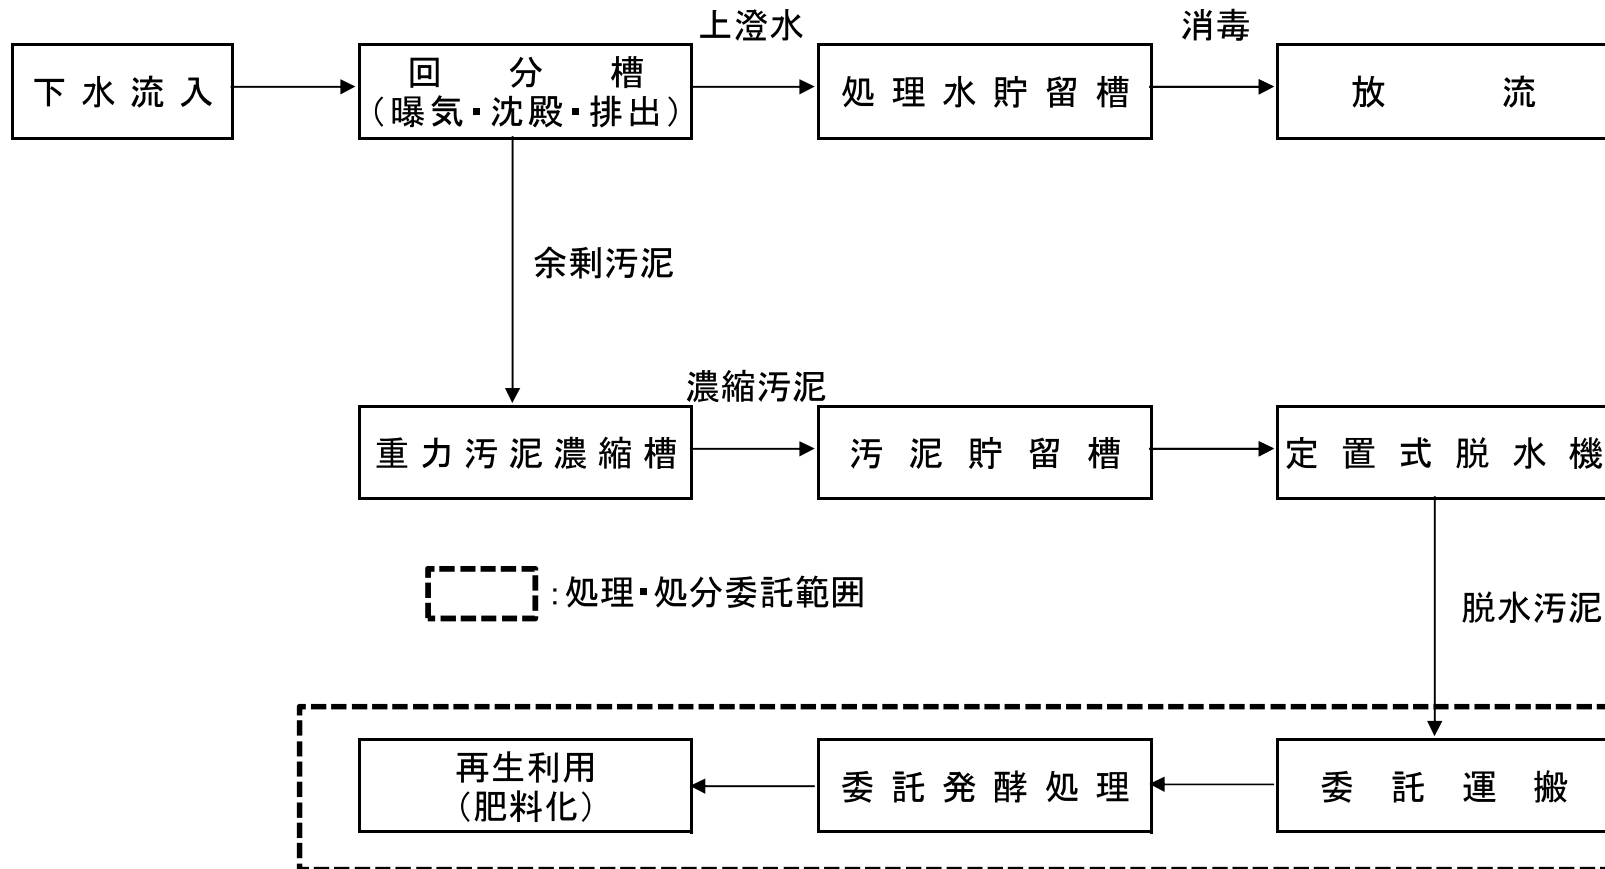 上澄水
消毒
下水流入
回分槽
（曝気・沈殿・排出）
処理水貯留槽
放流
余剰汚泥
濃縮汚泥
重力汚泥濃縮槽
汚泥貯留槽
定置式脱水機
：処理・処分委託範囲
脱水汚泥
再生利用
（肥料化）
委託発酵処理
委託運搬